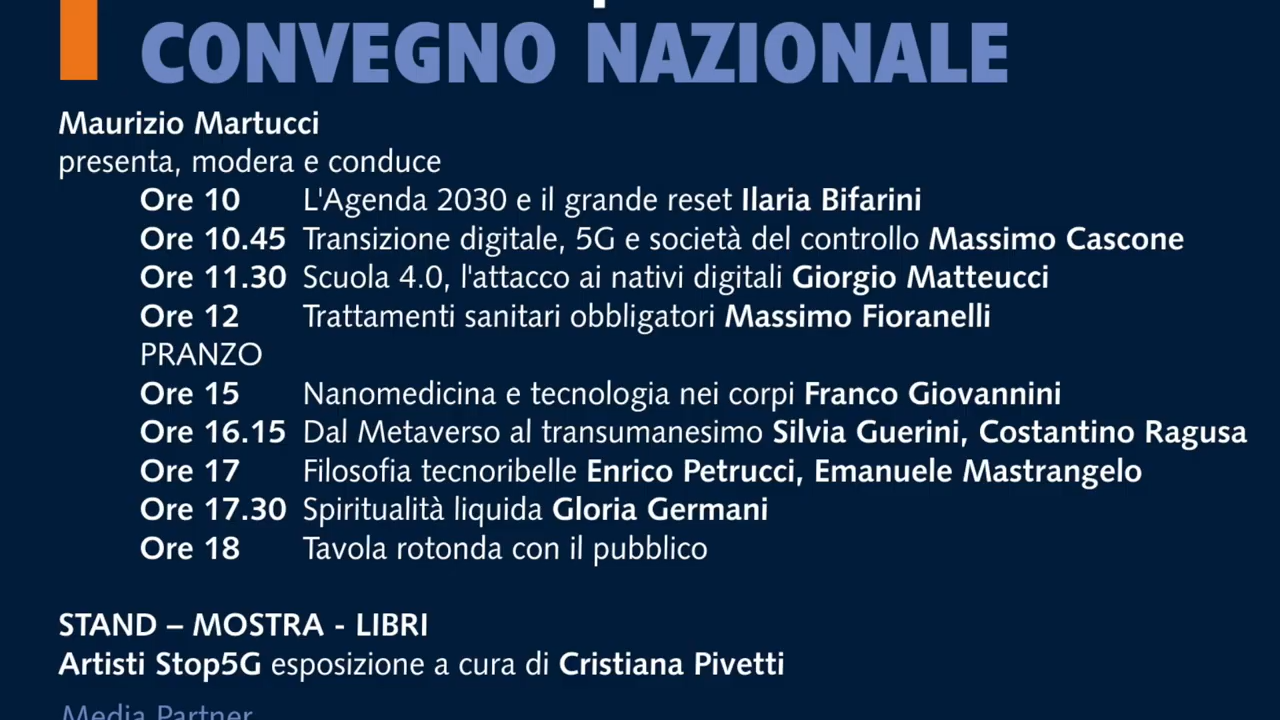 CONVEGNO NAZIONALE
Maurizio Martucci
presenta, modera e conduce
Ore 10 L'Agenda 2030 e il grande reset Ilaria Bifarini
Ore 10.45 Transizione digitale, 5G e società del controllo Massimo Cascone
Ore 11.30 Scuola 4.0, l'attacco ai nativi digitali Giorgio Matteucci
Ore 12 Trattamenti sanitari obbligatori Massimo Fioranelli
PRANZO
Ore 15 Nanomedicina e tecnologia nei corpi Franco Giovannini
Ore 16.15 Dal Metaverso al transumanesimo Silvia Guerini, Costantino Ragusa
Ore 17 Filosofia tecnoribelle Enrico Petrucci, Emanuele Mastrangelo
Ore 17.30 Spiritualità liquida Gloria Germani
Ore 18 Tavola rotonda con il pubblico
STAND – MOSTRA - LIBRI
Artisti Stop5G esposizione a cura di Cristiana Pivetti
Media Partner